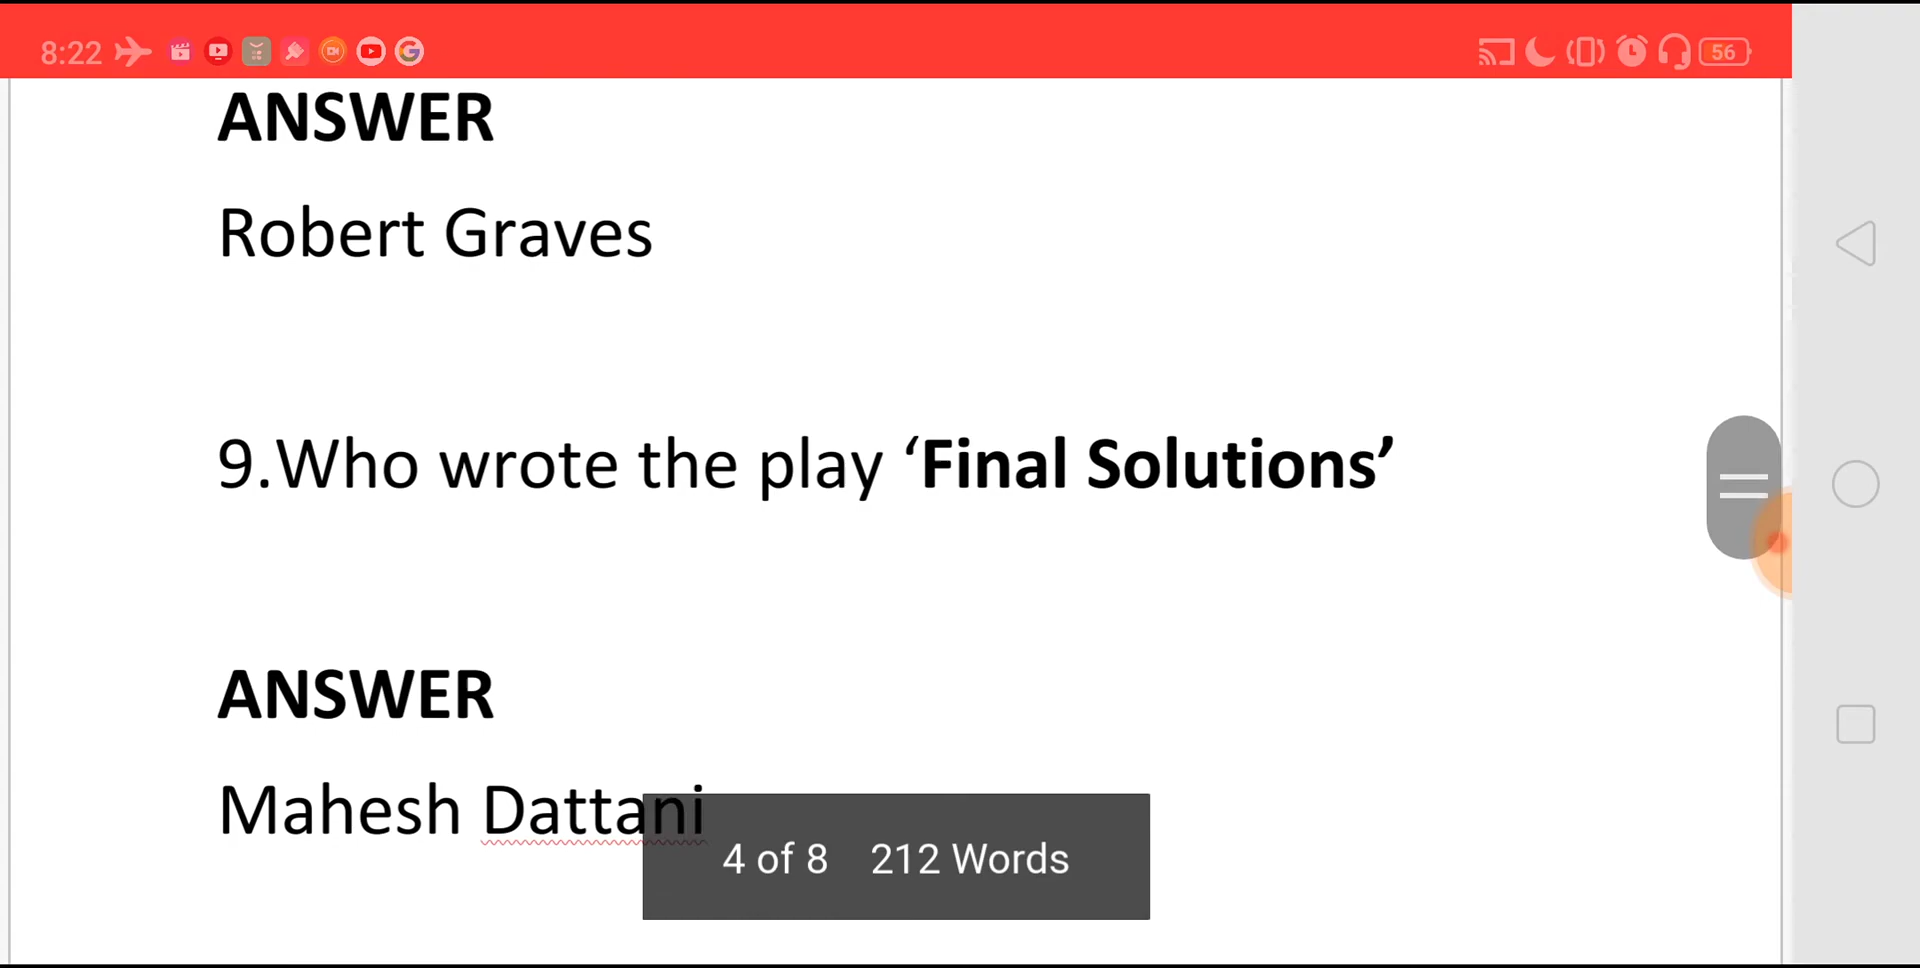 8:22
56
ANSWER
Robert Graves
9.Who wrote the play ‘Final Solutions’
ANSWER
Mahesh Dattani
4 of 8 212 Words